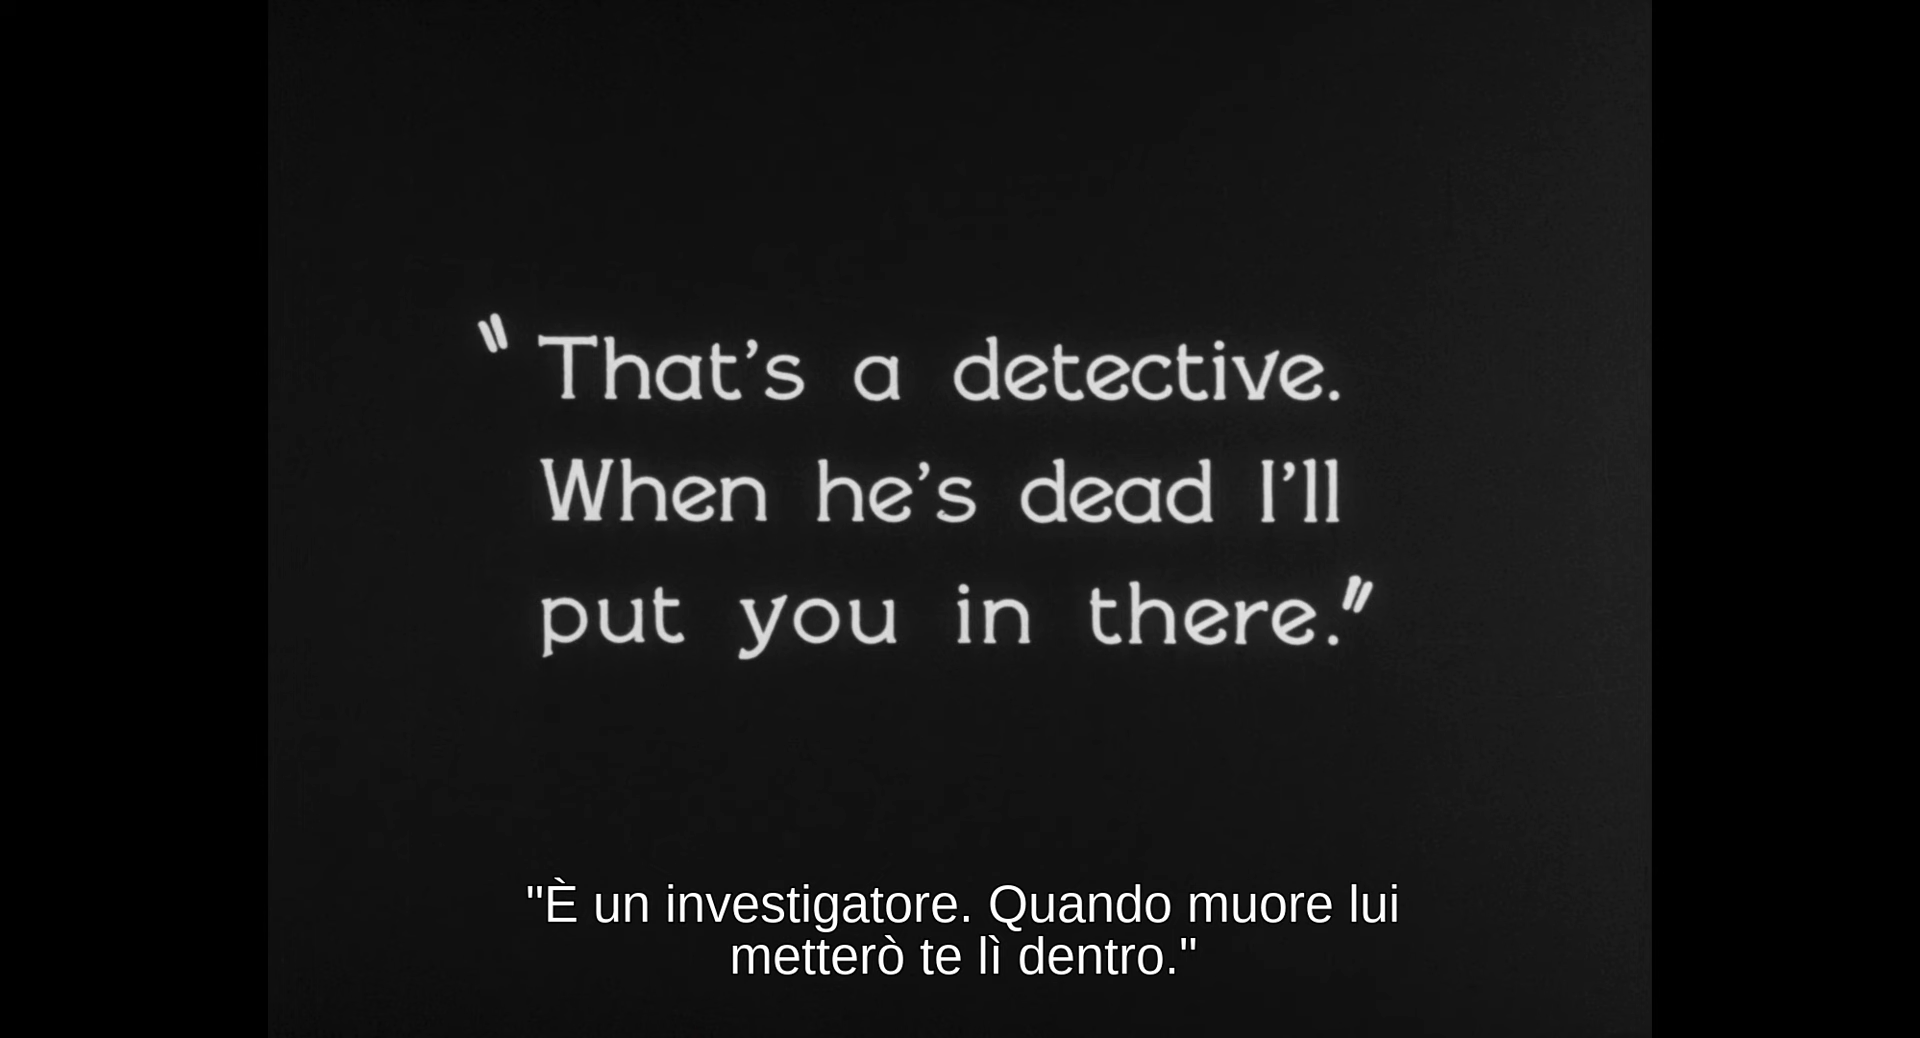 "That's a detective.
When he's dead I'll
put you in there."
"È un investigatore. Quando muore lui
metterò te lì dentro."